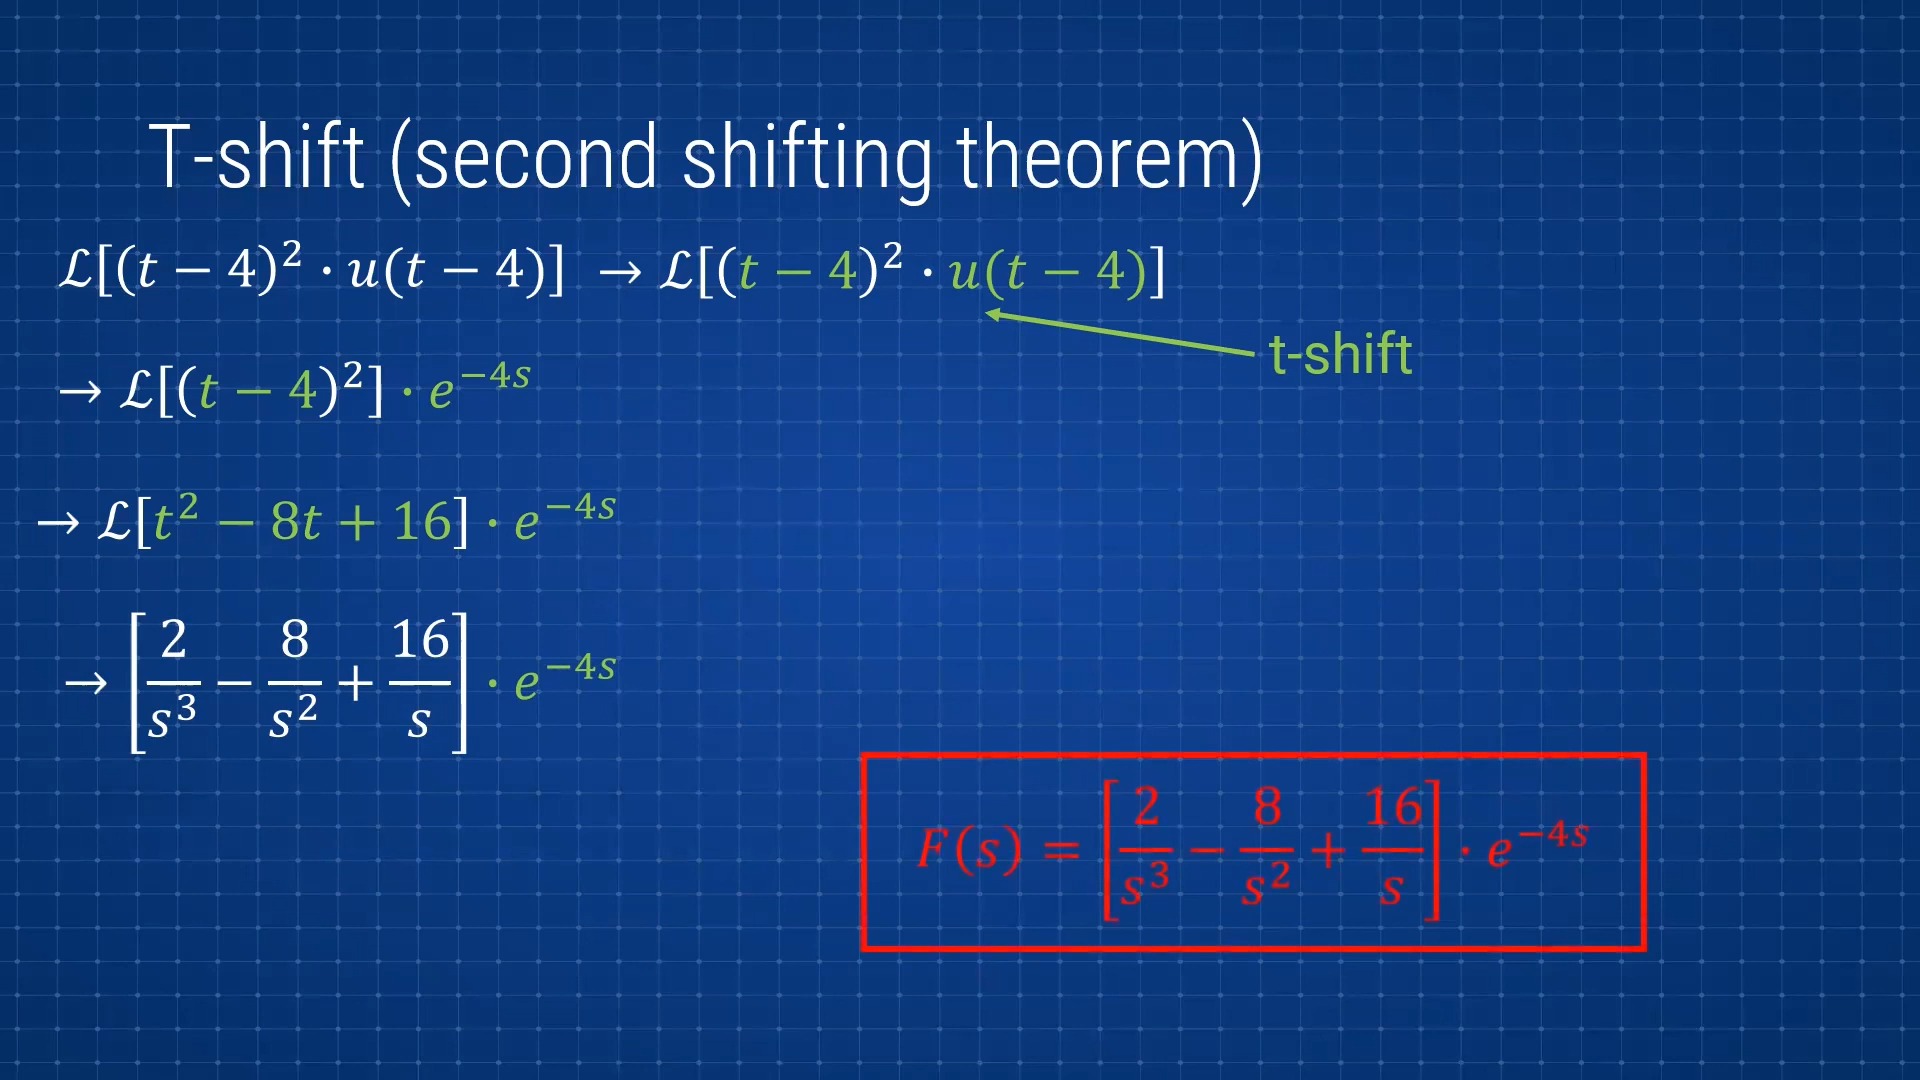 T-shift (second shifting theorem)
ℒ[(t − 4)² · u(t − 4)] → ℒ[(t − 4)² · u(t − 4)]
t-shift
→ ℒ[(t − 4)²] · e^{−4s}
→ ℒ[t² − 8t + 16] · e^{−4s}
→ [2/s³ − 8/s² + 16/s] · e^{−4s}
F(s) = [2/s³ − 8/s² + 16/s] · e^{−4s}